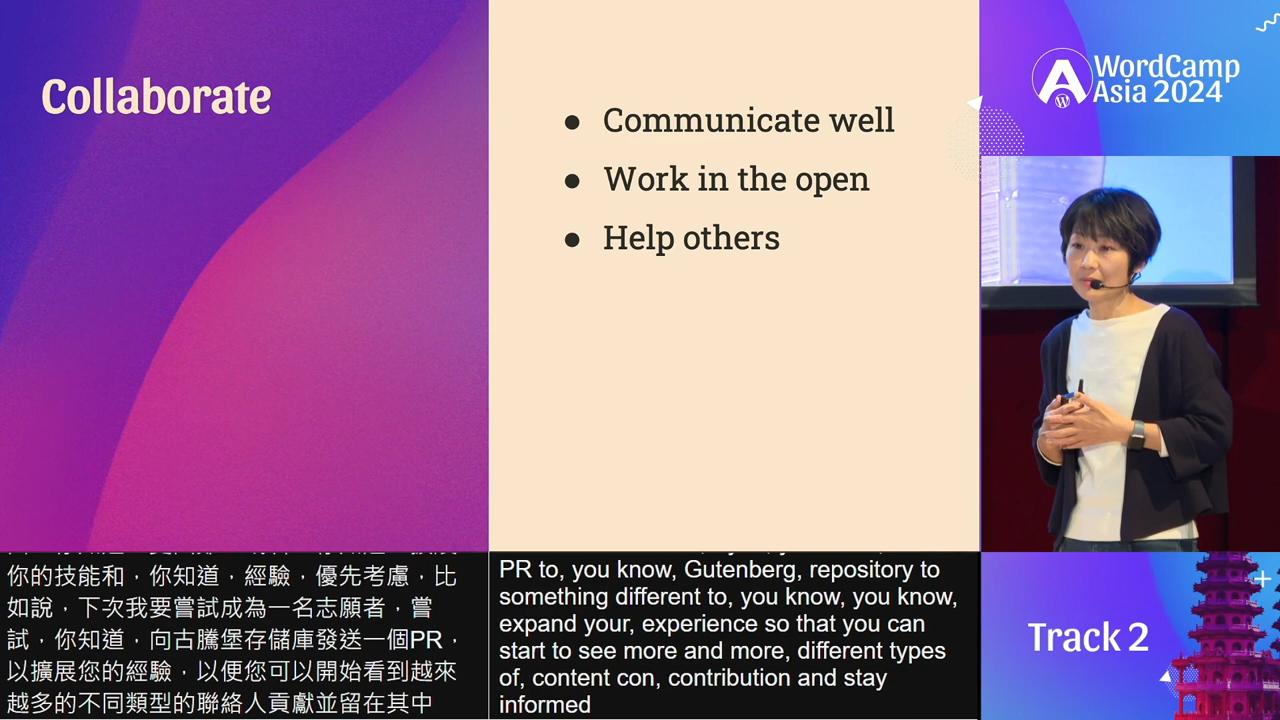 Collaborate
● Communicate well
● Work in the open
● Help others
WordCamp
Asia 2024
你的技能和，你知道，經驗，優先考慮，比
如說，下次我要嘗試成為一名志願者，嘗
試，你知道，向古騰堡存儲庫發送一個PR，
以擴展您的經驗，以便您可以開始看到越來
越多的不同類型的聯絡人貢獻並留在其中
PR to, you know, Gutenberg, repository to
something different to, you know, you know,
expand your, experience so that you can
start to see more and more, different types
of, content con, contribution and stay
informed
Track 2